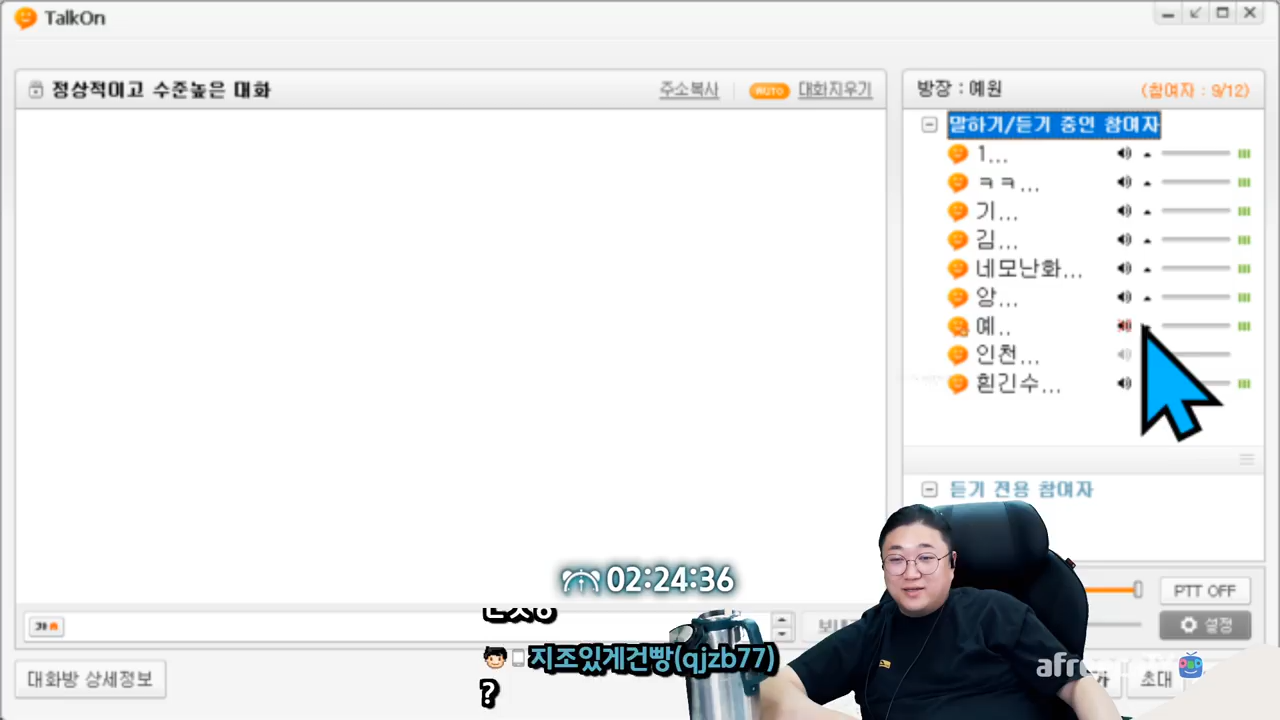 TalkOn
정상적이고 수준높은 대화
주소복사
AUTO 대화지우기
방장 : 예원
(참여자 : 9/12)
말하기/듣기 중인 참여자
1...
ㅋㅋ...
기...
김...
네모난화...
앙...
예..
인천...
흰긴수...
듣기 전용 참여자
02:24:36
PTT OFF
설정
지조있게건빵(qjzb77)
?
대화방 상세정보
초대